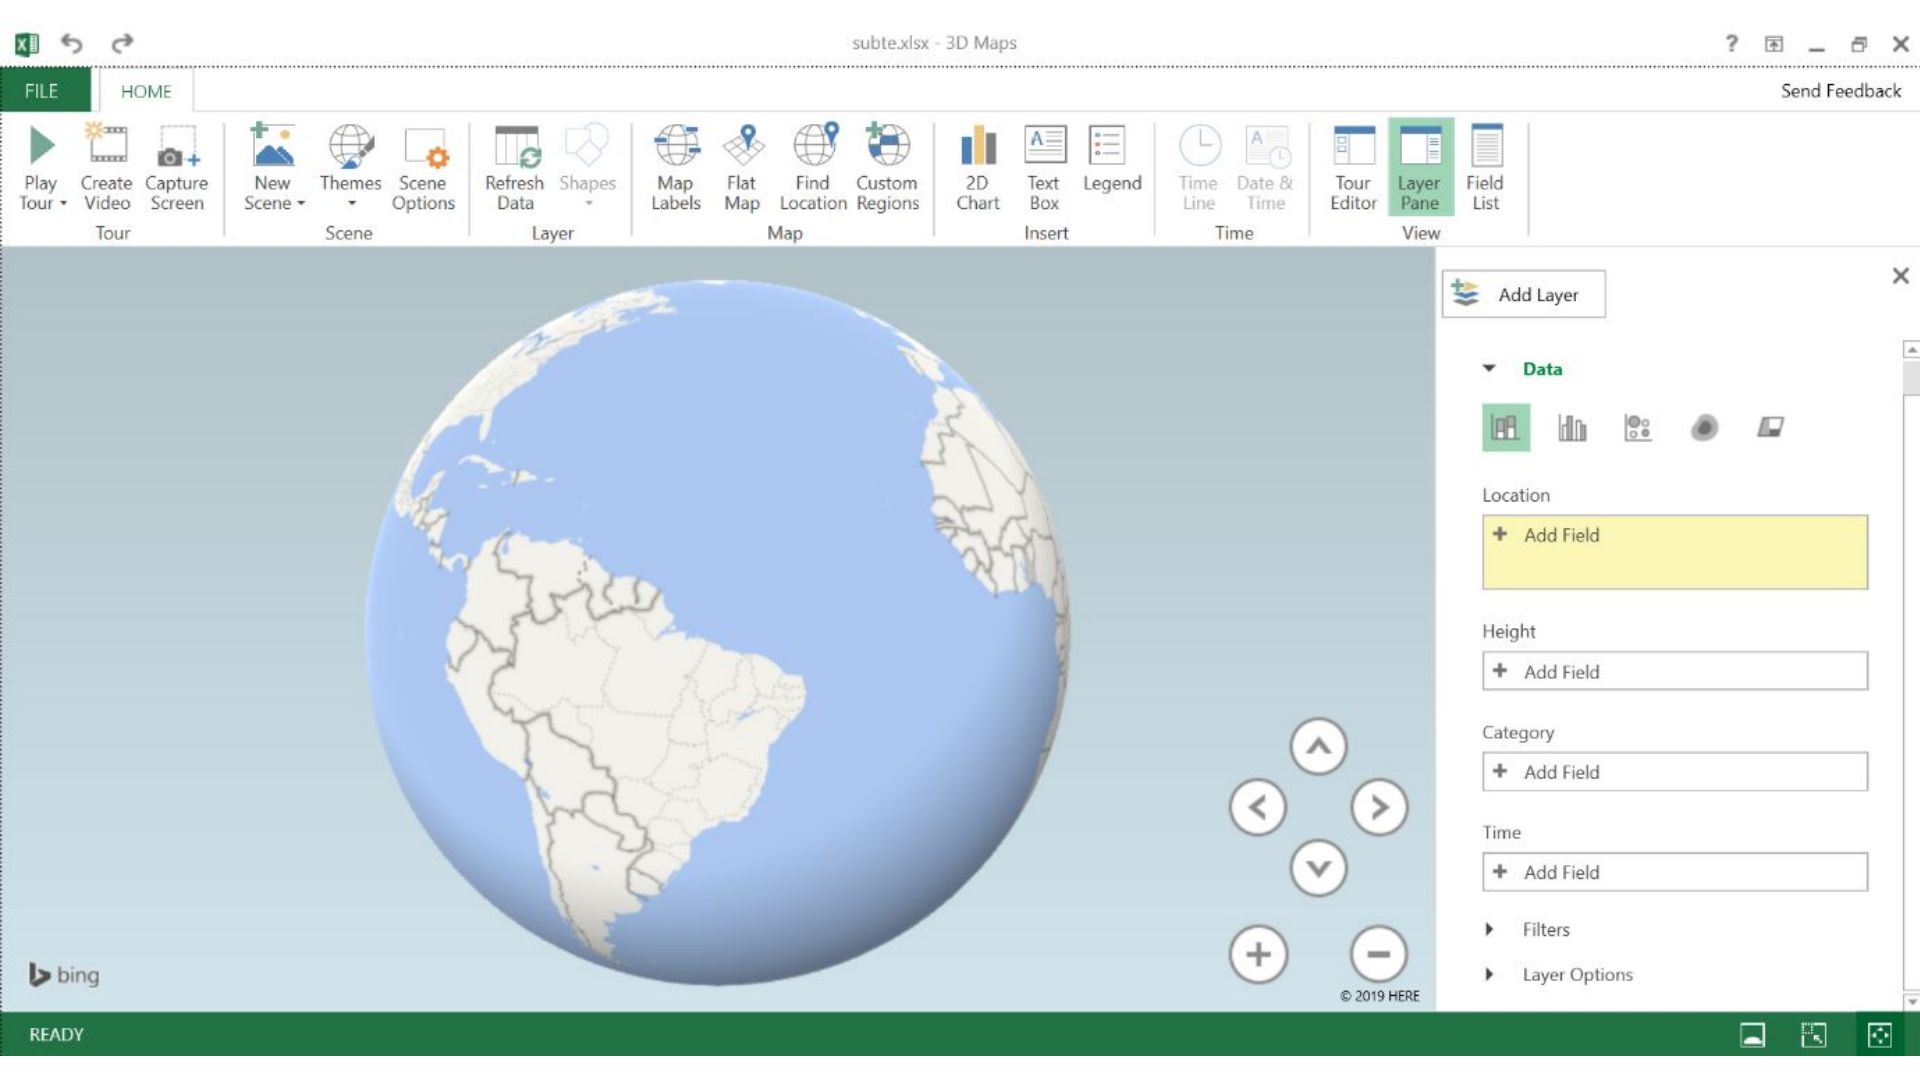 subte.xlsx - 3D Maps
FILE
HOME
Send Feedback
Play Tour
Create Video
Capture Screen
New Scene
Themes
Scene Options
Refresh Data
Shapes
Map Labels
Flat Map
Find Location
Custom Regions
2D Chart
Text Box
Legend
Time Line
Date & Time
Tour Editor
Layer Pane
Field List
Tour
Scene
Layer
Map
Insert
Time
View
Add Layer
Data
Location
Add Field
Height
Add Field
Category
Add Field
Time
Add Field
Filters
Layer Options
bing
© 2019 HERE
READY